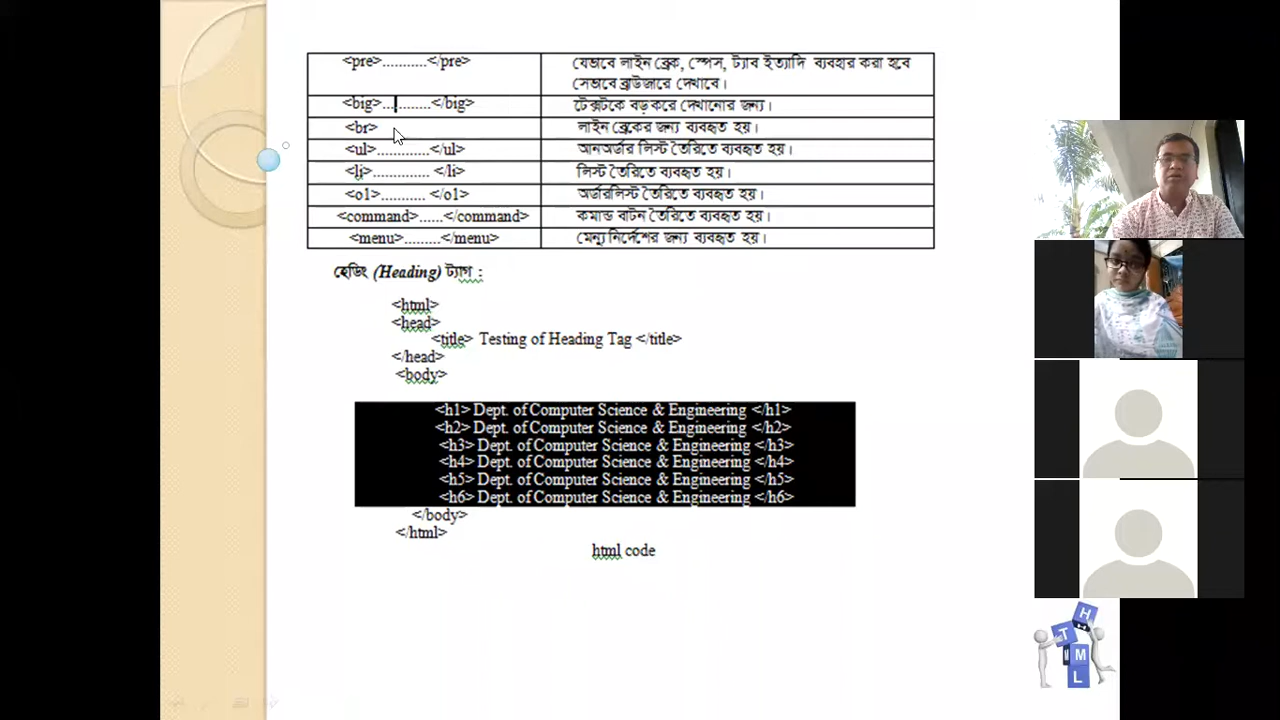 <pre>...........</pre> যেভাবে লাইন ব্রেক, স্পেস, ট্যাব ইত্যাদি ব্যবহার করা হবে
সেভাবে ব্রাউজারে দেখাবে।
<big>...........</big> টেক্সটকে বড় করে দেখানোর জন্য।
<br> লাইন ব্রেকের জন্য ব্যবহৃত হয়।
<ul>.............</ul> আনঅর্ডার লিস্ট তৈরিতে ব্যবহৃত হয়।
<li>.............. </li> লিস্ট তৈরিতে ব্যবহৃত হয়।
<o1>........... </o1> অর্ডারলিস্ট তৈরিতে ব্যবহৃত হয়।
<command>......</command> কমান্ড বাটন তৈরিতে ব্যবহৃত হয়।
<menu>.........</menu> মেন্যু নির্দেশের জন্য ব্যবহৃত হয়।
হেডিং (Heading) ট্যাগ :
<html>
<head>
<title> Testing of Heading Tag </title>
</head>
<body>
<h1> Dept. of Computer Science & Engineering </h1>
<h2> Dept. of Computer Science & Engineering </h2>
<h3> Dept. of Computer Science & Engineering </h3>
<h4> Dept. of Computer Science & Engineering </h4>
<h5> Dept. of Computer Science & Engineering </h5>
<h6> Dept. of Computer Science & Engineering </h6>
</body>
</html>
html code
H
T
M
L